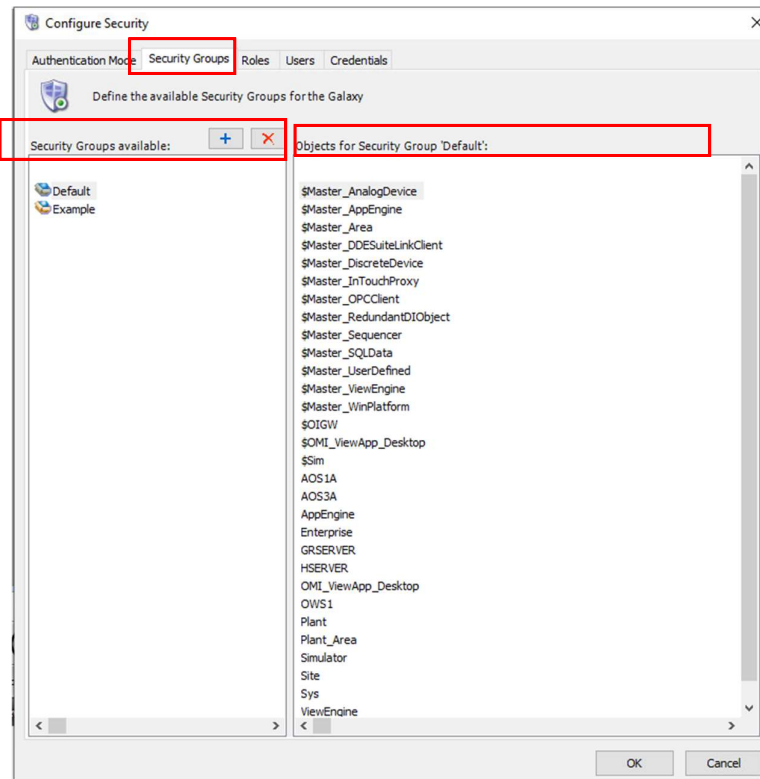 Configure Security
Authentication Mode Security Groups Roles Users Credentials
Define the available Security Groups for the Galaxy
Security Groups available:
Default
Example
Objects for Security Group 'Default':
$Master_AnalogDevice
$Master_AppEngine
$Master_Area
$Master_DDESuiteLinkClient
$Master_DiscreteDevice
$Master_InTouchProxy
$Master_OPCClient
$Master_RedundantDIObject
$Master_Sequencer
$Master_SQLData
$Master_UserDefined
$Master_ViewEngine
$Master_WinPlatform
$OIGW
$OMI_ViewApp_Desktop
$Sim
AOS1A
AOS3A
AppEngine
Enterprise
GRSERVER
HSERVER
OMI_ViewApp_Desktop
OWS1
Plant
Plant_Area
Simulator
Site
Sys
ViewEngine
OK Cancel